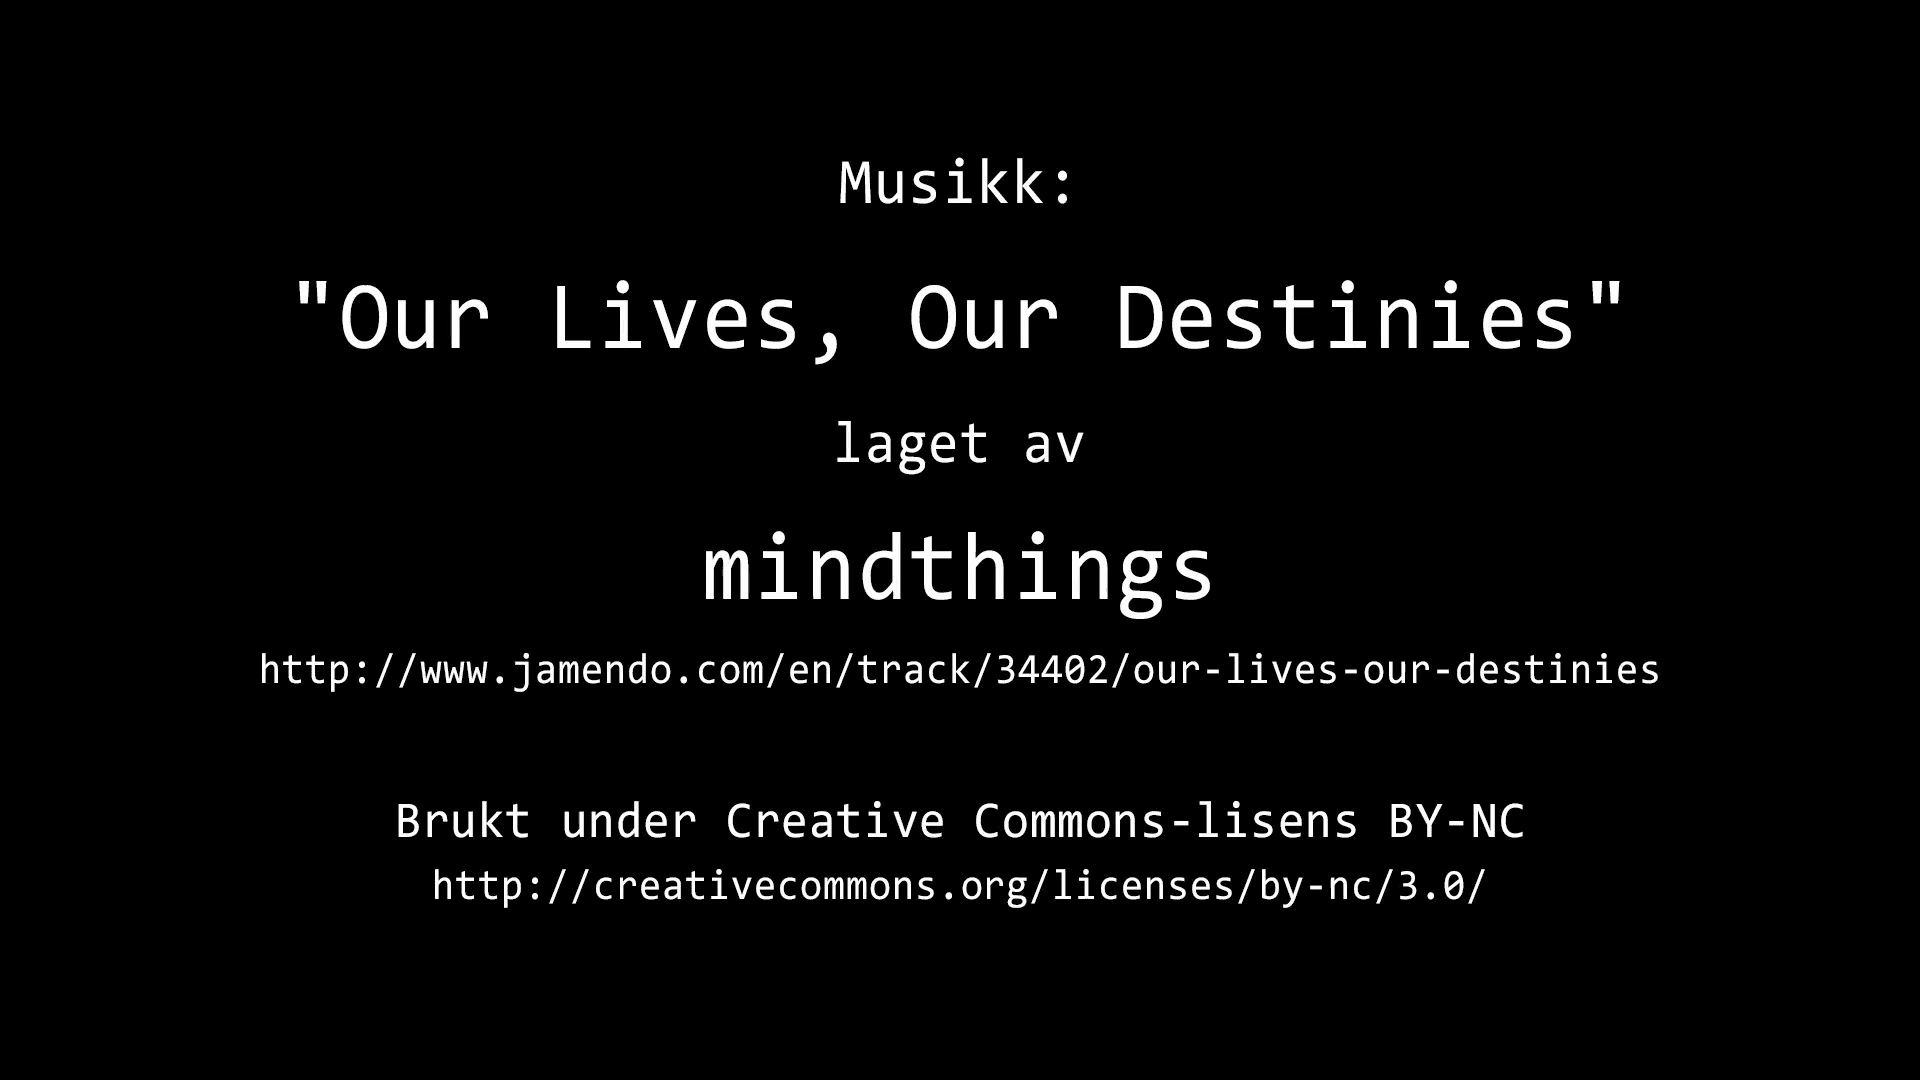 Musikk:
"Our Lives, Our Destinies"
laget av
mindthings
http://www.jamendo.com/en/track/34402/our-lives-our-destinies
Brukt under Creative Commons-lisens BY-NC
http://creativecommons.org/licenses/by-nc/3.0/